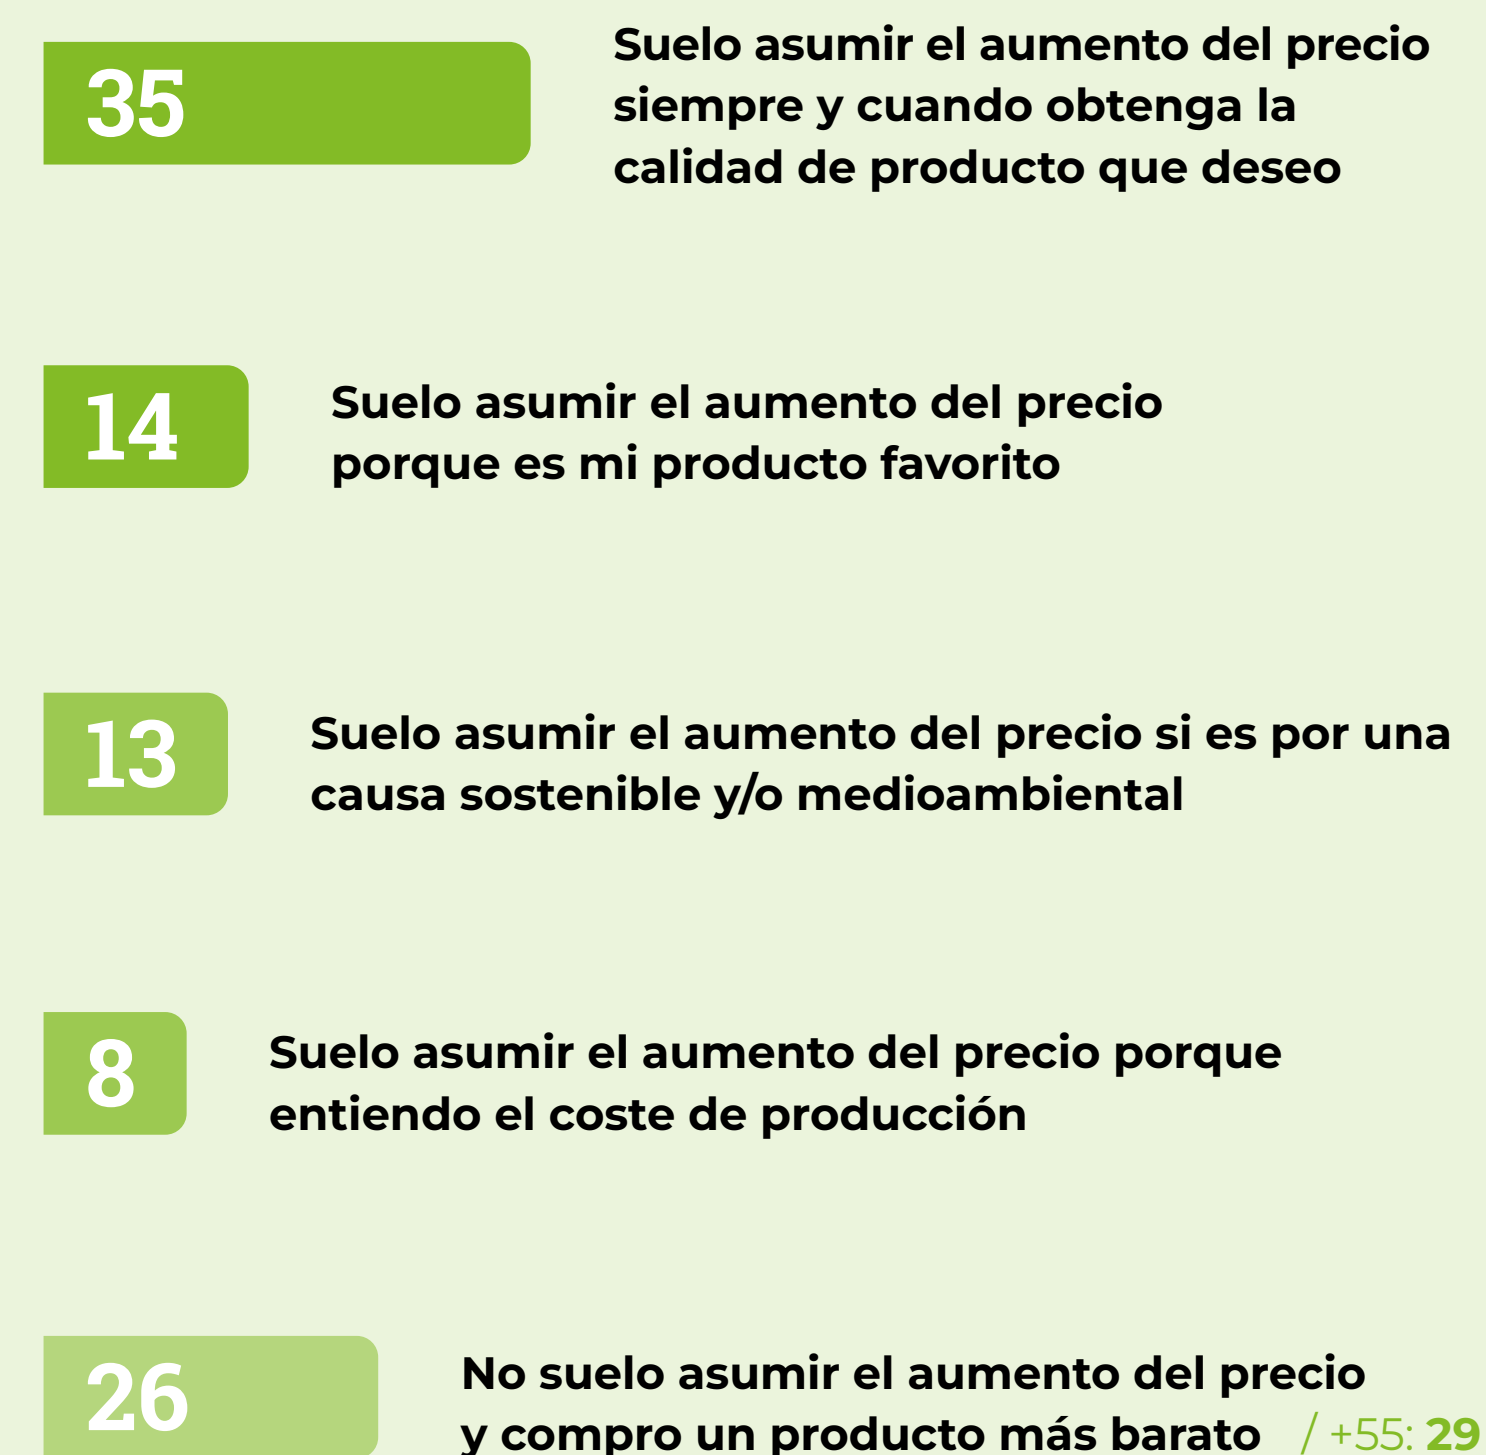 35
Suelo asumir el aumento del precio
siempre y cuando obtenga la
calidad de producto que deseo
14
Suelo asumir el aumento del precio
porque es mi producto favorito
13
Suelo asumir el aumento del precio si es por una
causa sostenible y/o medioambiental
8
Suelo asumir el aumento del precio porque
entiendo el coste de producción
26
No suelo asumir el aumento del precio
y compro un producto más barato / +55: 29